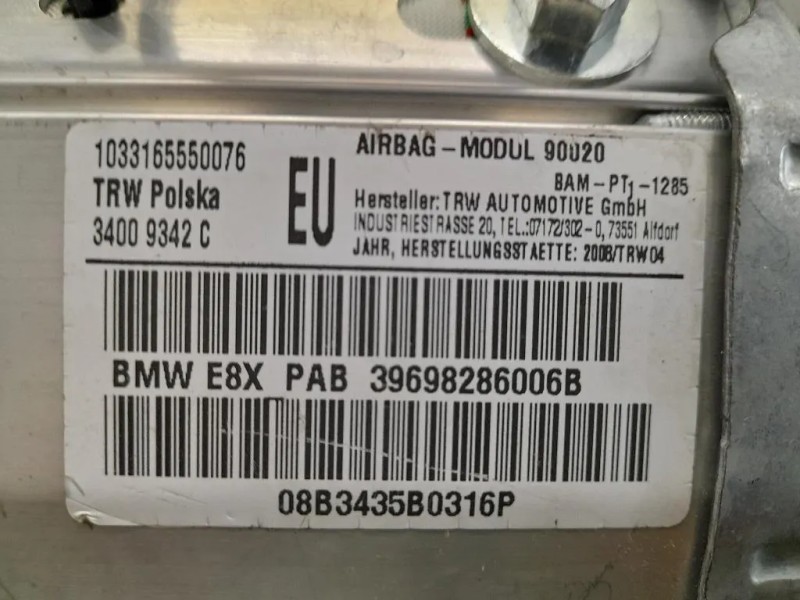 1033165550076
TRW Polska
3400 9342 C
EU
AIRBAG-MODUL 90020
BAM-PT1-1285
Hersteller: TRW AUTOMOTIVE GmbH
INDUSTRIESTRASSE 20, TEL.:07172/302-0, 73551 Alfdorf
JAHR, HERSTELLUNGSSTAETTE: 2008/TRW04
BMW E8X PAB 39698286006B
08B3435B0316P